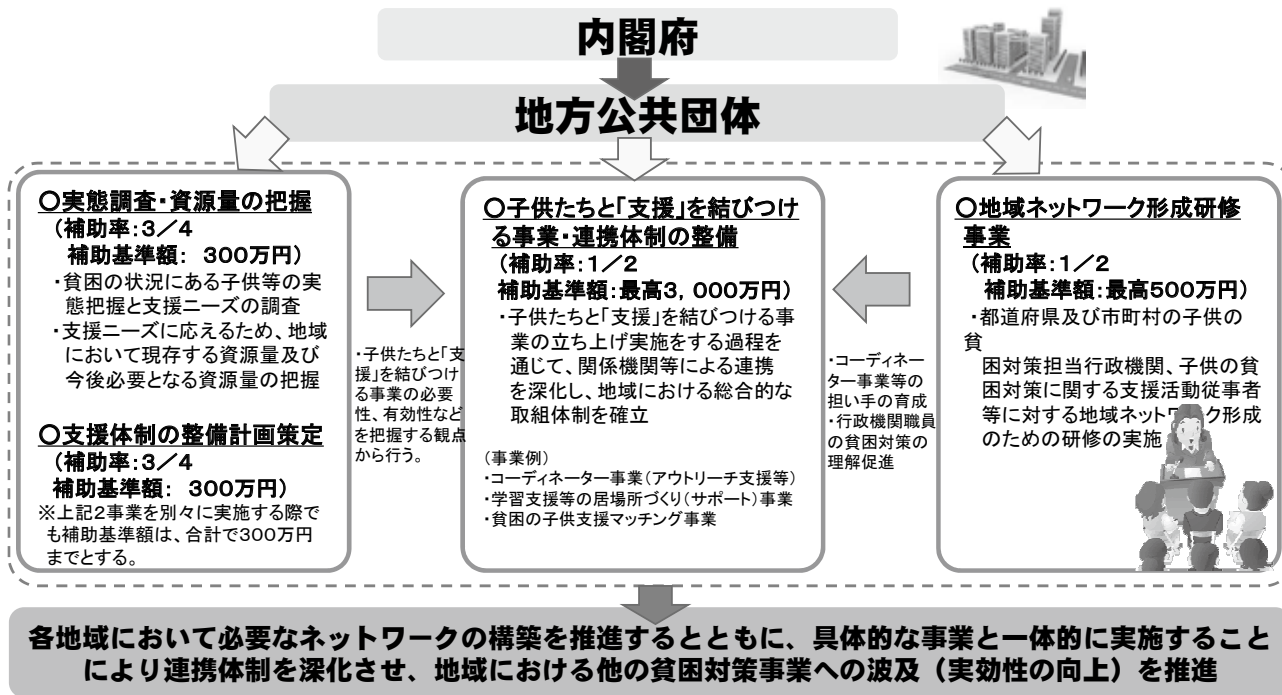 内閣府
地方公共団体
○実態調査・資源量の把握
(補助率:3/4
補助基準額: 300万円)
・貧困の状況にある子供等の実
態把握と支援ニーズの調査
・支援ニーズに応えるため、地域
において現存する資源量及び
今後必要となる資源量の把握
○支援体制の整備計画策定
(補助率:3/4
補助基準額: 300万円)
※上記2事業を別々に実施する際で
も補助基準額は、合計で300万円
までとする。
・子供たちと「支
援」を結びつけ
る事業の必要
性、有効性など
を把握する観点
から行う。
○子供たちと「支援」を結びつけ
る事業・連携体制の整備
(補助率:1/2
補助基準額:最高3,000万円)
・子供たちと「支援」を結びつける事
業の立ち上げ実施をする過程を
通じて、関係機関等による連携
を深化し、地域における総合的な
取組体制を確立
(事業例)
・コーディネーター事業(アウトリーチ支援等)
・学習支援等の居場所づくり(サポート)事業
・貧困の子供支援マッチング事業
・コーディネー
ター事業等の
担い手の育成
・行政機関職員
の貧困対策の
理解促進
○地域ネットワーク形成研修
事業
(補助率:1/2
補助基準額:最高500万円)
・都道府県及び市町村の子供の
貧
困対策担当行政機関、子供の貧
困対策に関する支援活動従事者
等に対する地域ネットワーク形成
のための研修の実施
各地域において必要なネットワークの構築を推進するとともに、具体的な事業と一体的に実施すること
により連携体制を深化させ、地域における他の貧困対策事業への波及(実効性の向上)を推進